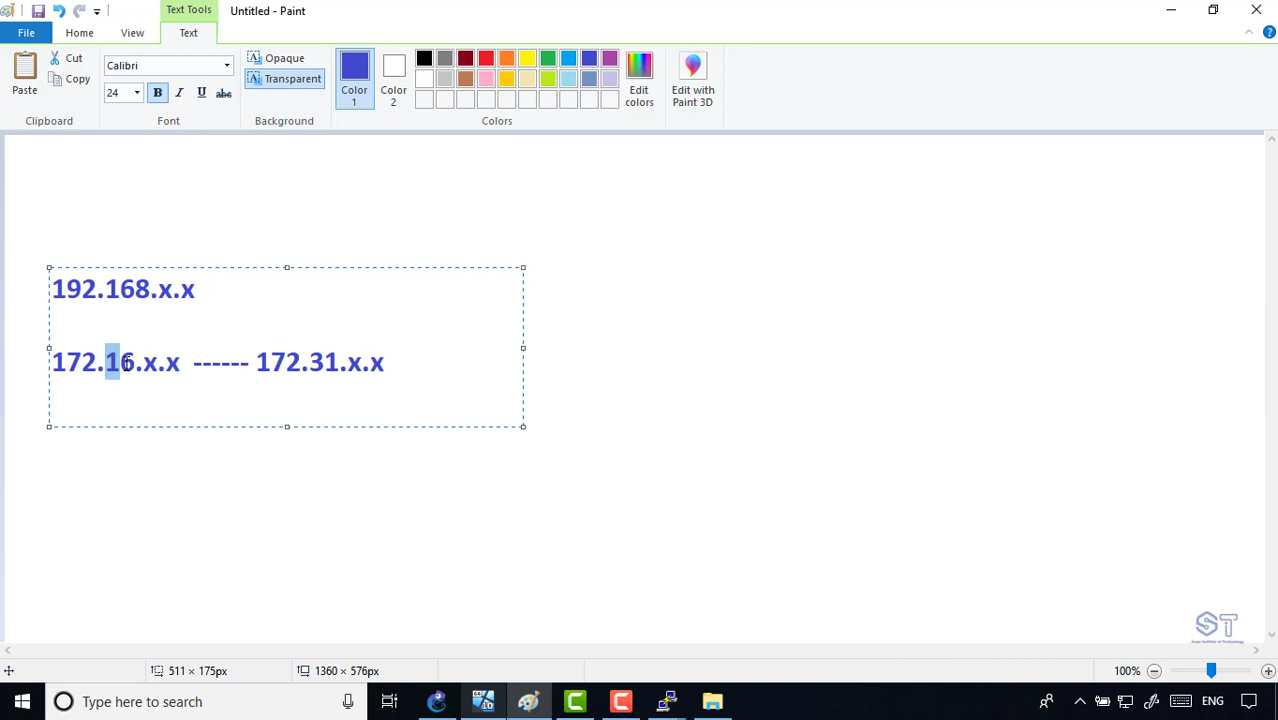 Text Tools
Untitled - Paint
File
Home
View
Text
Paste
Cut
Copy
Clipboard
Calibri
24
B
I
U
abc
Font
A
Opaque
A
Transparent
Background
Color 1
Color 2
Edit colors
Colors
Edit with Paint 3D
192.168.x.x
172.16.x.x ------ 172.31.x.x
ST
511 × 175px
1360 × 576px
100%
Type here to search
10
ENG